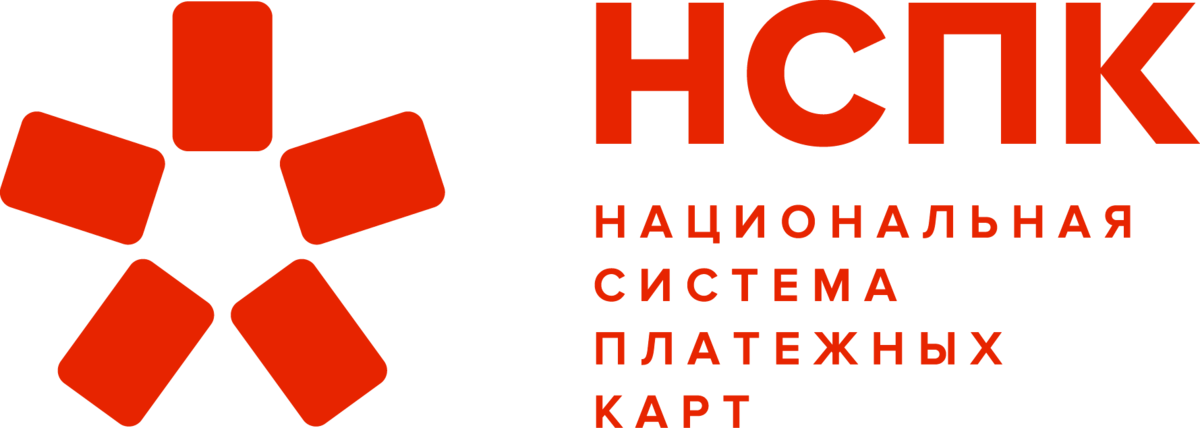 НСПК
НАЦИОНАЛЬНАЯ
СИСТЕМА
ПЛАТЕЖНЫХ
КАРТ